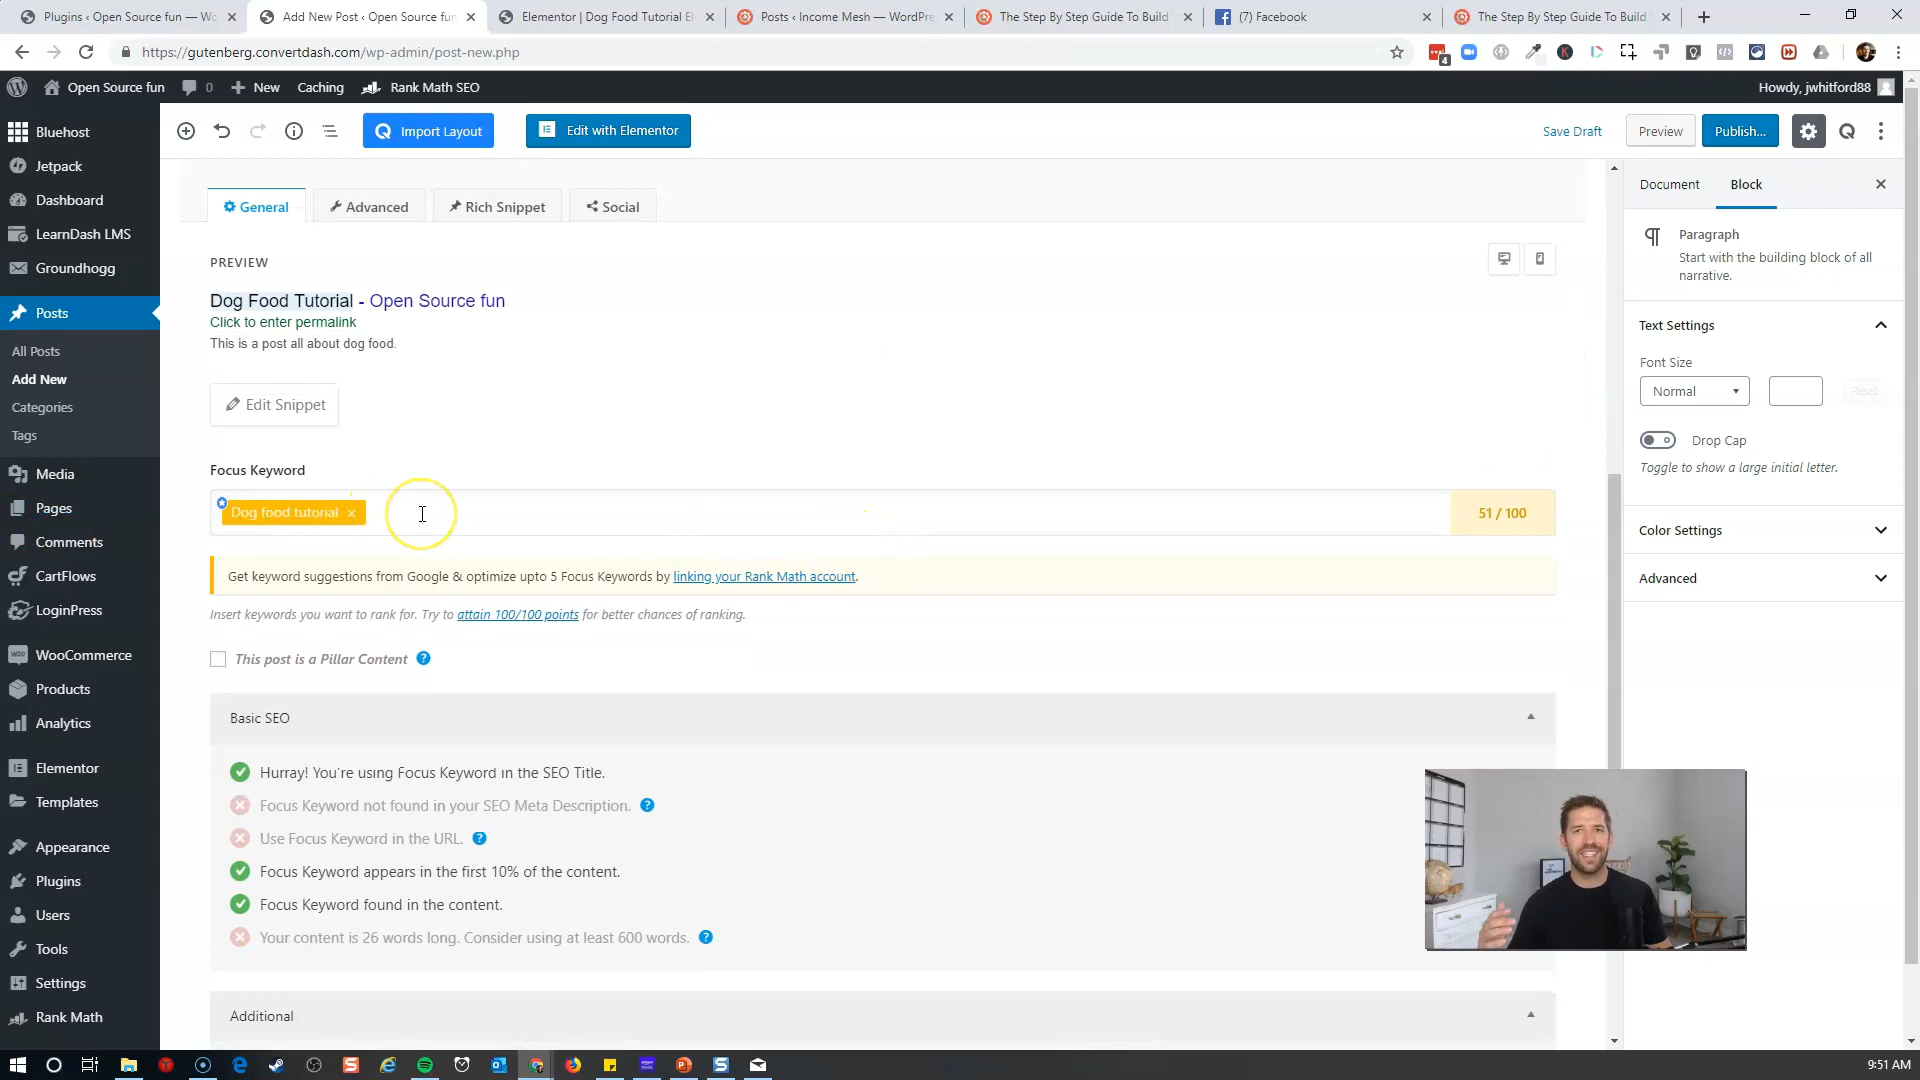 Plugins ‹ Open Source fun — Wo
Add New Post ‹ Open Source fun
Elementor | Dog Food Tutorial El
Posts ‹ Income Mesh — WordPre
The Step By Step Guide To Build
(7) Facebook
The Step By Step Guide To Build
https://gutenberg.convertdash.com/wp-admin/post-new.php
4
Open Source fun
0
New
Caching
Rank Math SEO
Howdy, jwhitford88
Bluehost
Jetpack
Dashboard
LearnDash LMS
Groundhogg
Posts
All Posts
Add New
Categories
Tags
Media
Pages
Comments
CartFlows
LoginPress
WOO WooCommerce
Products
Analytics
Elementor
Templates
Appearance
Plugins
Users
Tools
Settings
Rank Math
Import Layout
Edit with Elementor
Save Draft
Preview
Publish...
General
Advanced
Rich Snippet
Social
PREVIEW
Dog Food Tutorial - Open Source fun
Click to enter permalink
This is a post all about dog food.
Edit Snippet
Focus Keyword
Dog food tutorial ×
51 / 100
Get keyword suggestions from Google & optimize upto 5 Focus Keywords by linking your Rank Math account.
Insert keywords you want to rank for. Try to attain 100/100 points for better chances of ranking.
This post is a Pillar Content ?
Basic SEO
Hurray! You're using Focus Keyword in the SEO Title.
Focus Keyword not found in your SEO Meta Description. ?
Use Focus Keyword in the URL. ?
Focus Keyword appears in the first 10% of the content.
Focus Keyword found in the content.
Your content is 26 words long. Consider using at least 600 words. ?
Additional
Document
Block
Paragraph
Start with the building block of all
narrative.
Text Settings
Font Size
Normal
Reset
Drop Cap
Toggle to show a large initial letter.
Color Settings
Advanced
9:51 AM